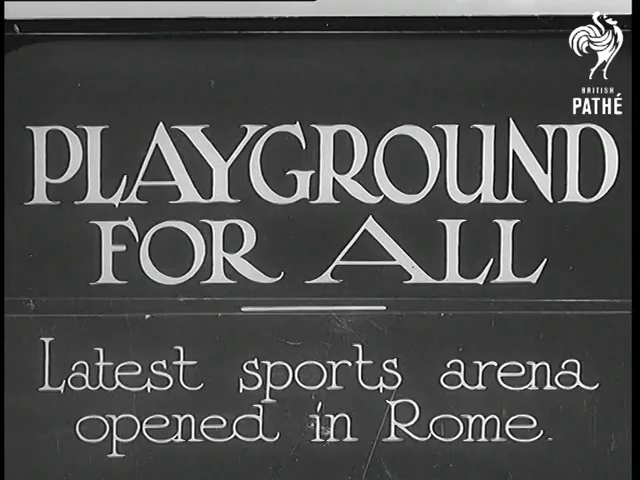 BRITISH
PATHÉ
PLAYGROUND
FOR ALL
Latest sports arena
opened in Rome.